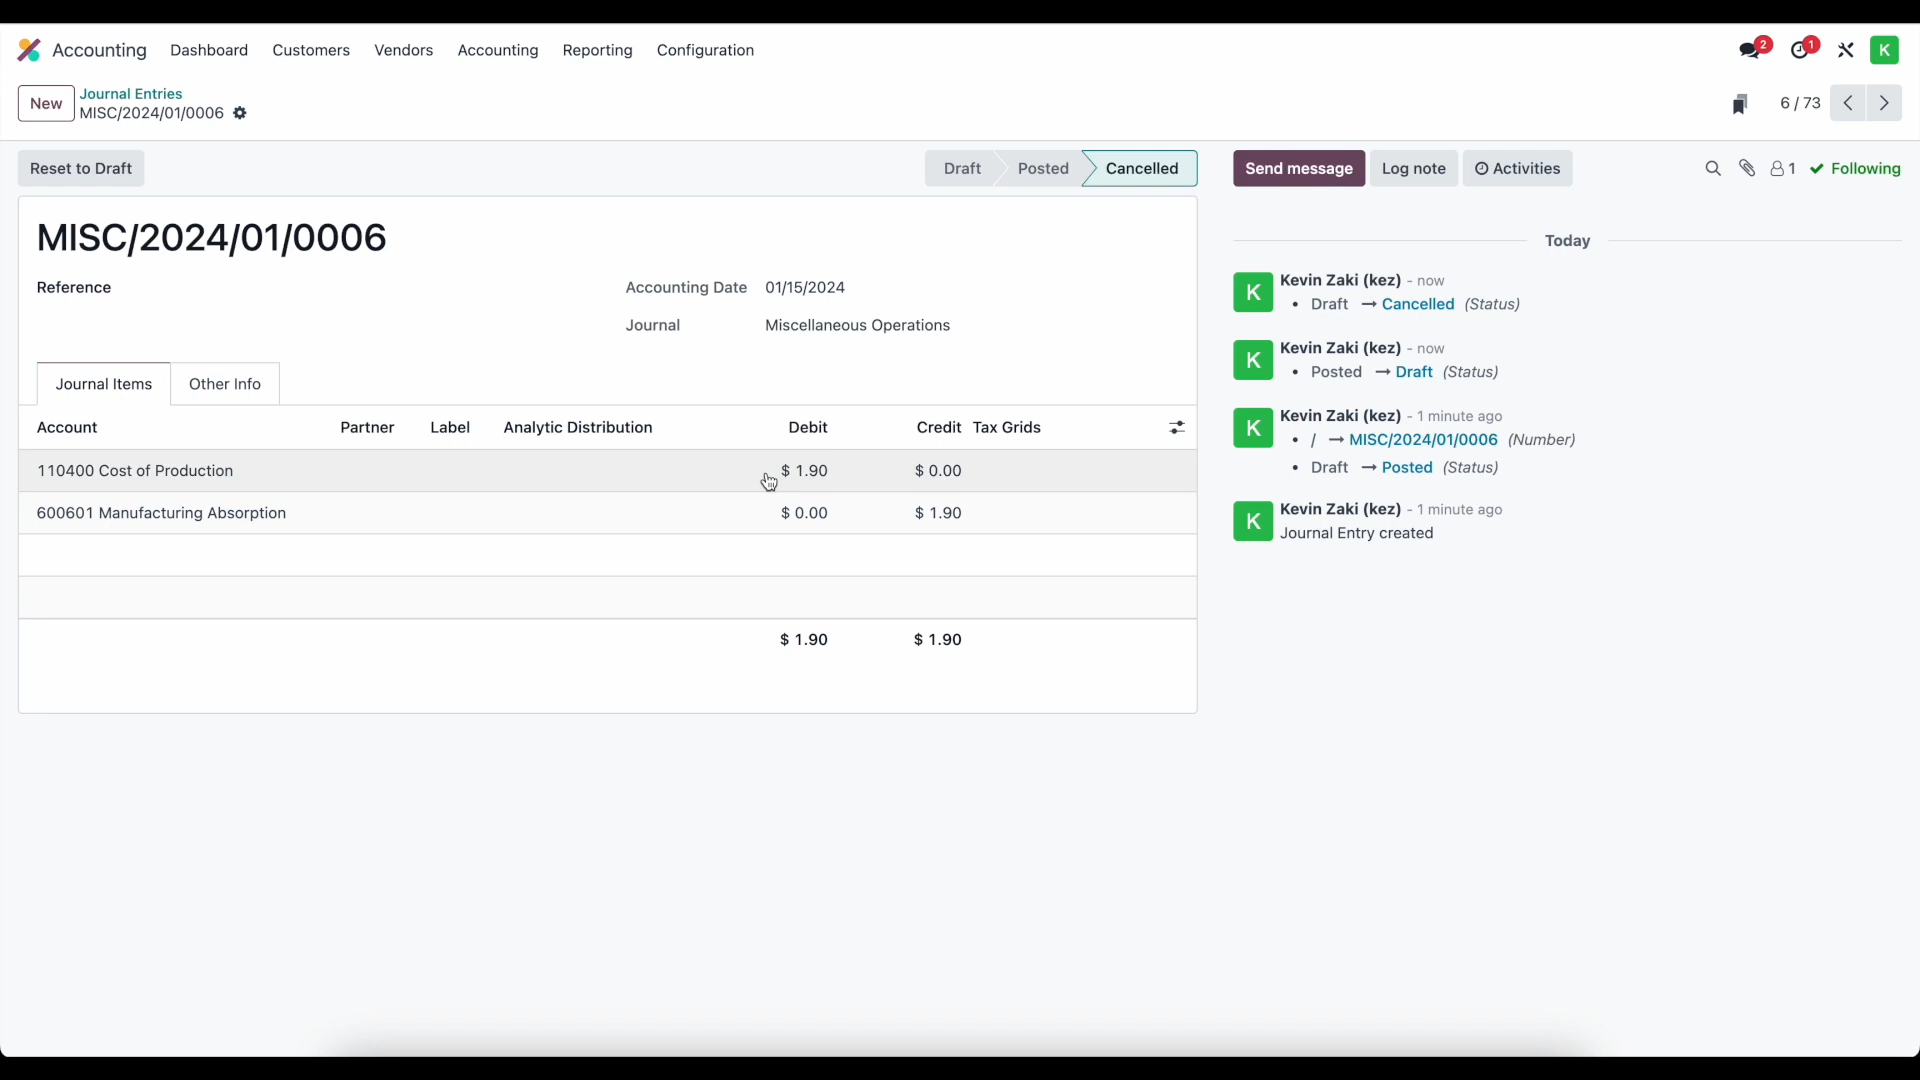 Accounting Dashboard Customers Vendors Accounting Reporting Configuration 2 1 K
New Journal Entries
MISC/2024/01/0006
6 / 73
Reset to Draft Draft Posted Cancelled
MISC/2024/01/0006
Reference
Accounting Date 01/15/2024
Journal Miscellaneous Operations
Journal Items Other Info
Account Partner Label Analytic Distribution Debit Credit Tax Grids
110400 Cost of Production $ 1.90 $ 0.00
600601 Manufacturing Absorption $ 0.00 $ 1.90
$ 1.90 $ 1.90
Send message Log note Activities 1 Following
Today
K Kevin Zaki (kez) - now
• Draft → Cancelled (Status)
K Kevin Zaki (kez) - now
• Posted → Draft (Status)
K Kevin Zaki (kez) - 1 minute ago
• / → MISC/2024/01/0006 (Number)
• Draft → Posted (Status)
K Kevin Zaki (kez) - 1 minute ago
Journal Entry created